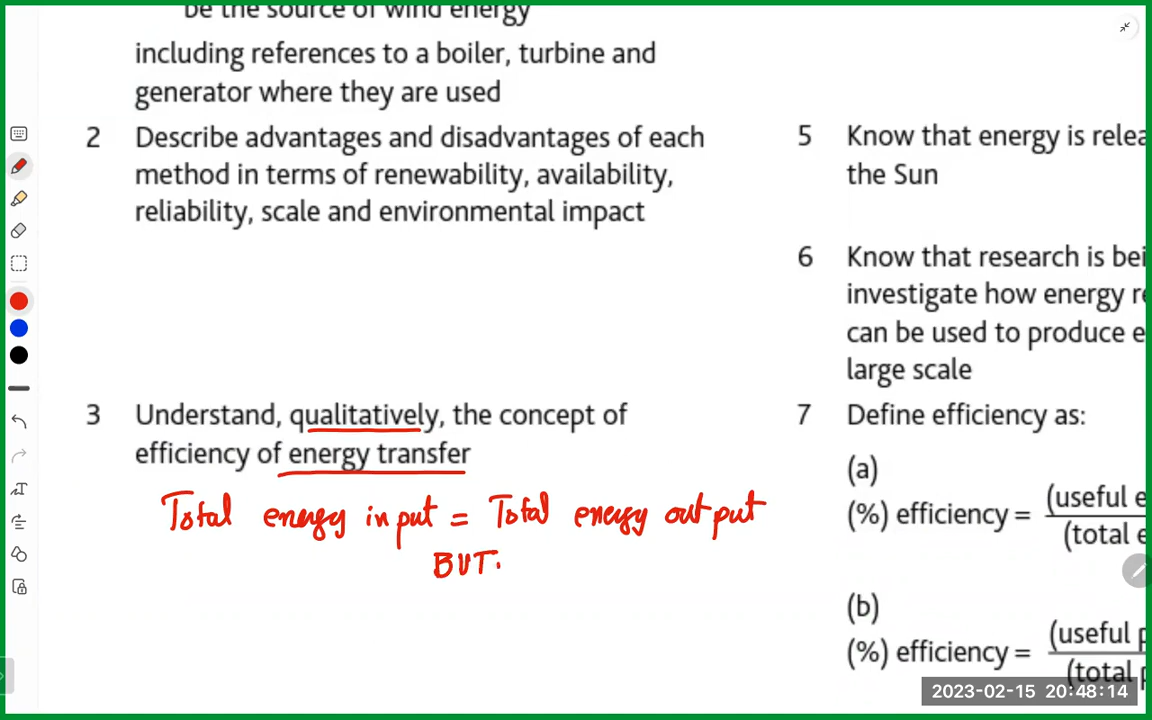 be the source of wind energy
including references to a boiler, turbine and
generator where they are used
2 Describe advantages and disadvantages of each
method in terms of renewability, availability,
reliability, scale and environmental impact
3 Understand, qualitatively, the concept of
efficiency of energy transfer
Total energy input = Total energy output
BUT.
5 Know that energy is relea
the Sun
6 Know that research is bei
investigate how energy re
can be used to produce e
large scale
7 Define efficiency as:
(a)
(%) efficiency = (useful e
(total e
(b)
(%) efficiency = (useful p
(total p
2023-02-15 20:48:14